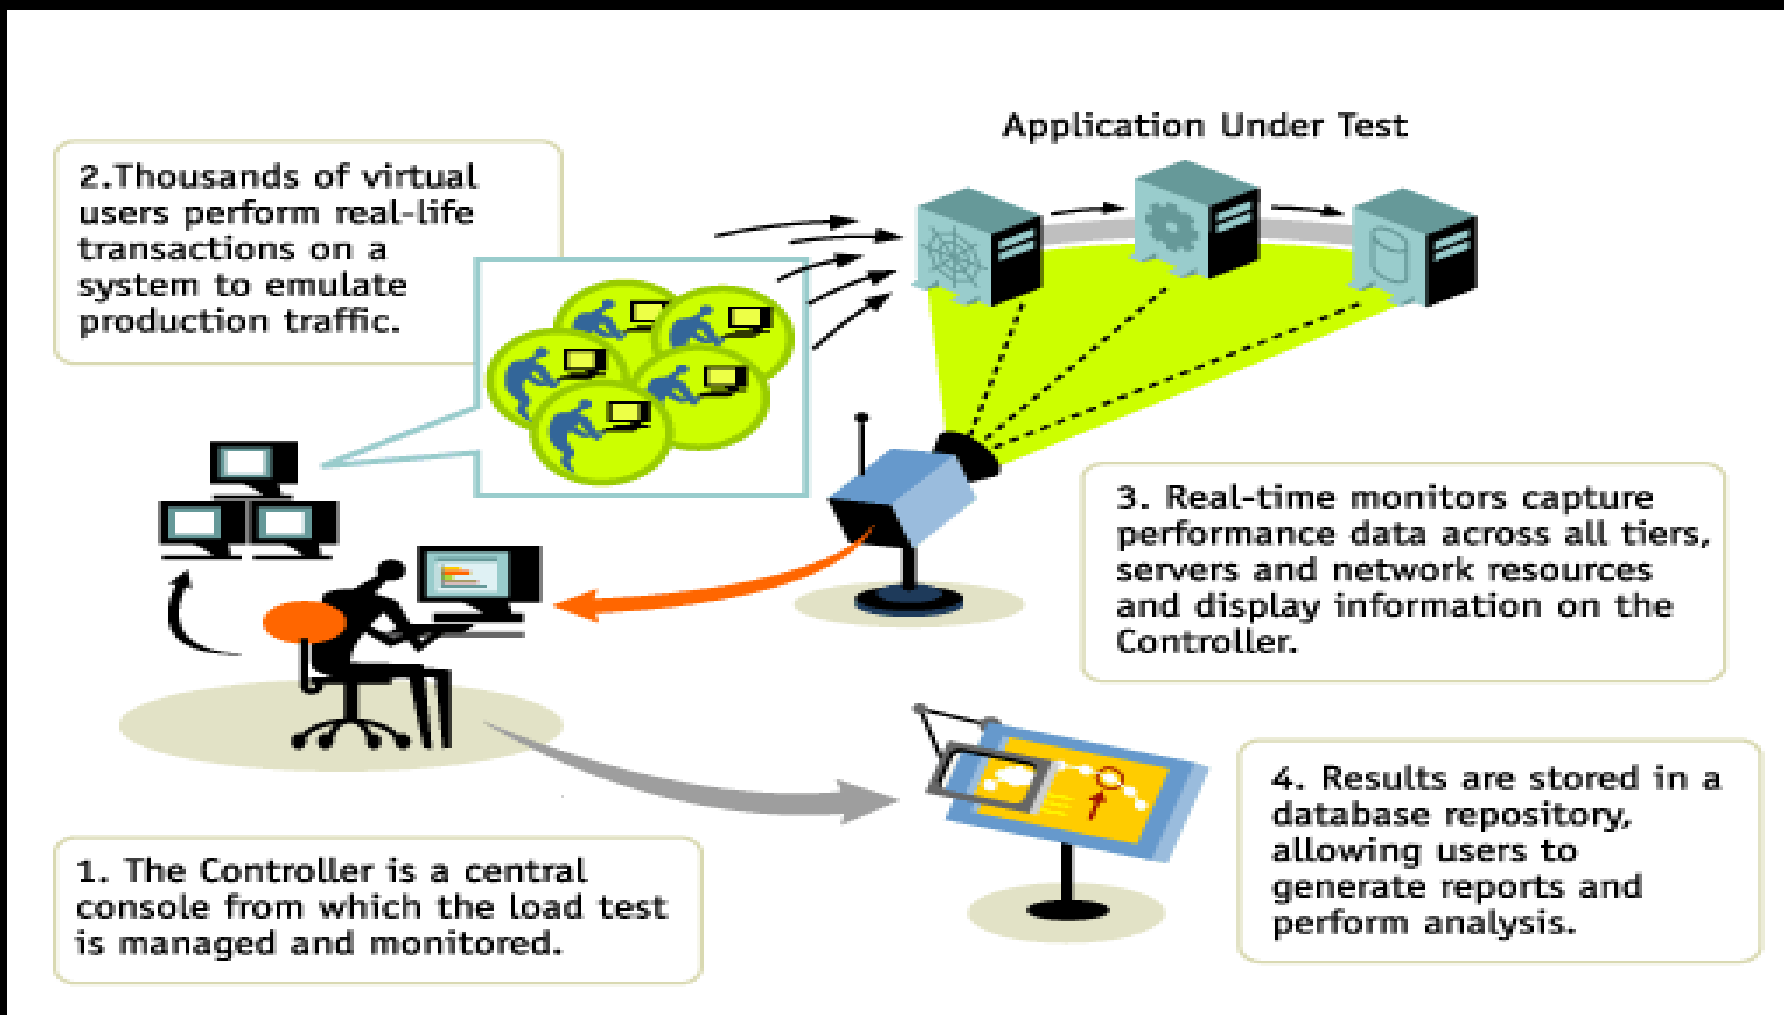 Application Under Test
2.Thousands of virtual
users perform real-life
transactions on a
system to emulate
production traffic.
3. Real-time monitors capture
performance data across all tiers,
servers and network resources
and display information on the
Controller.
1. The Controller is a central
console from which the load test
is managed and monitored.
4. Results are stored in a
database repository,
allowing users to
generate reports and
perform analysis.